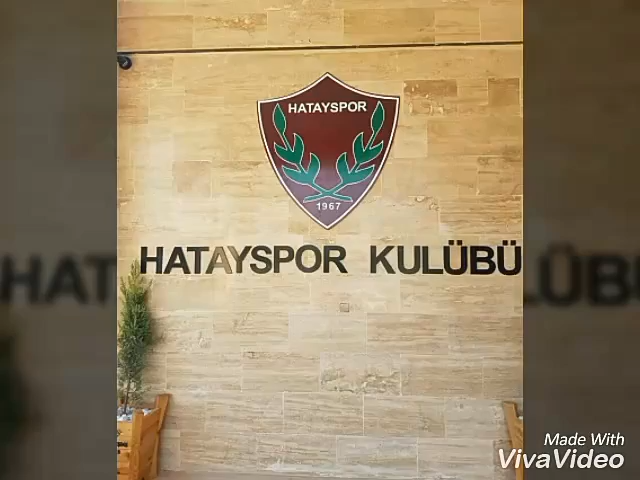 HATAYSPOR
1967
HATAYSPOR KULÜBÜ
Made With
VivaVideo